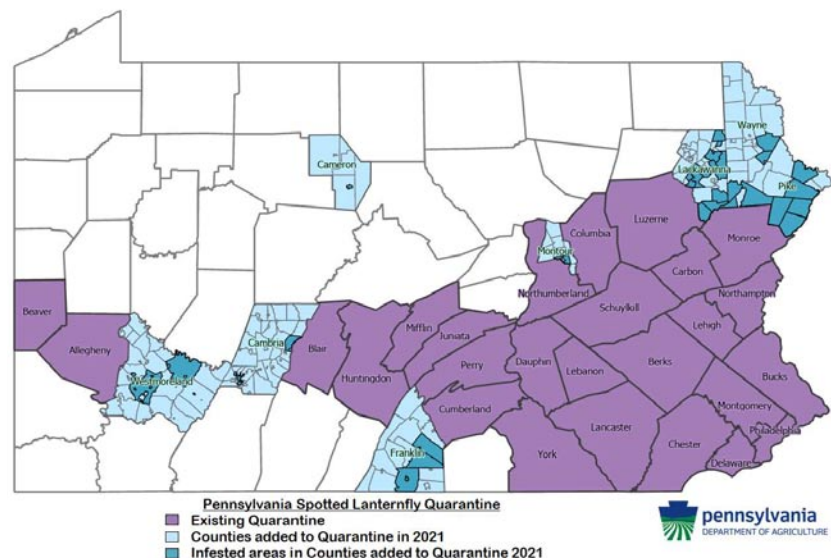 Wayne
Cameron
Lackawanna
Pike
Luzerne
Columbia
Montour
Monroe
Carbon
Northumberland
Northampton
Beaver
Schuylkill
Lehigh
Allegheny
Cambria
Blair
Mifflin
Juniata
Westmoreland
Huntingdon
Perry
Dauphin
Lebanon
Berks
Bucks
Cumberland
Montgomery
Franklin
Lancaster
Philadelphia
York
Chester
Delaware
Pennsylvania Spotted Lanternfly Quarantine
Existing Quarantine
Counties added to Quarantine in 2021
Infested areas in Counties added to Quarantine 2021
pennsylvania
DEPARTMENT OF AGRICULTURE